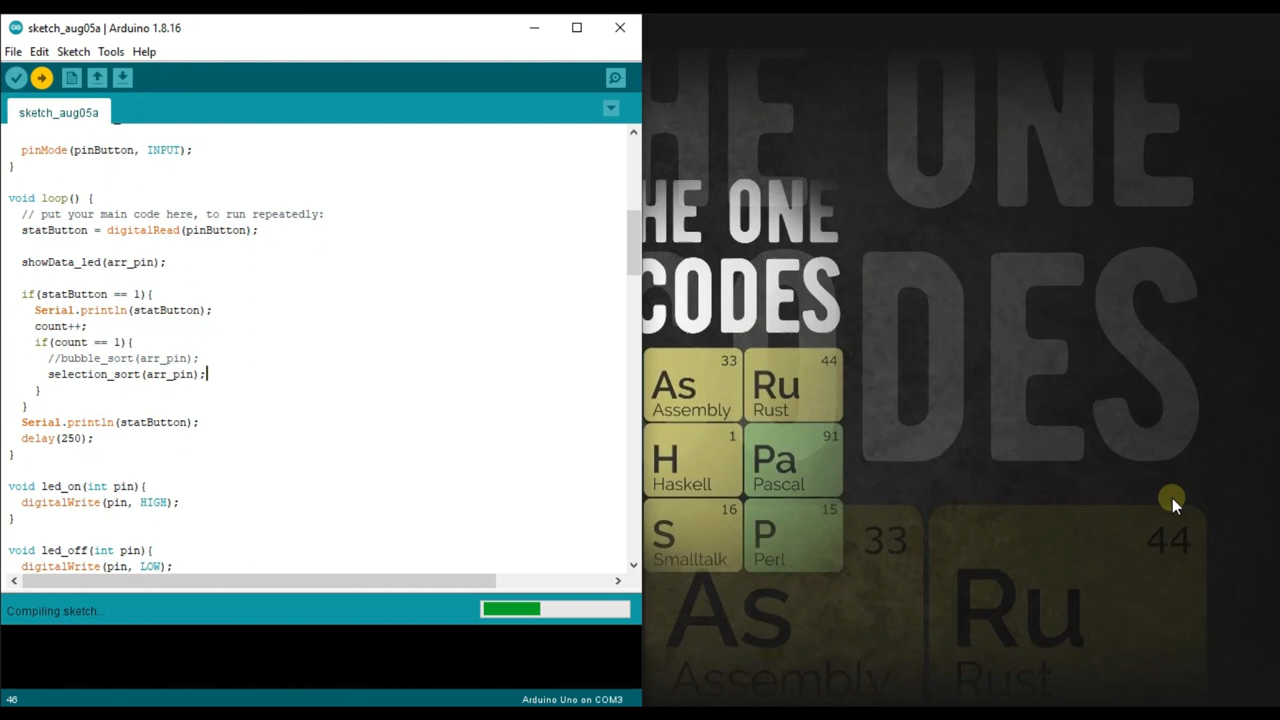 sketch_aug05a | Arduino 1.8.16
File Edit Sketch Tools Help
sketch_aug05a
pinMode(pinButton, INPUT);
}
void loop() {
// put your main code here, to run repeatedly:
statButton = digitalRead(pinButton);
showData_led(arr_pin);
if(statButton == 1){
Serial.println(statButton);
count++;
if(count == 1){
//bubble_sort(arr_pin);
selection_sort(arr_pin);
}
}
Serial.println(statButton);
delay(250);
}
void led_on(int pin){
digitalWrite(pin, HIGH);
}
void led_off(int pin){
digitalWrite(pin, LOW);
Compiling sketch...
46
Arduino Uno on COM3
HE ONE
CODES
33
As
Assembly
44
Ru
Rust
1
H
Haskell
91
Pa
Pascal
16
S
Smalltalk
15
P
Perl
HE ONE
ODES
33
As
Assembly
44
Ru
Rust